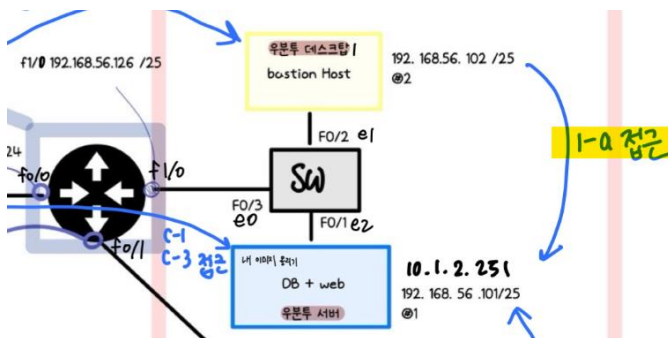 우분투 데스크탑1
bastion Host
192. 168.56. 102 /25
@2
f1/0 192.168.56.126 /25
1-a 접근
F0/2 e1
24
f0/0
f1/0
SW
F0/3
e0
F0/1 e2
f0/1
C-1
C-3 접근
내 이미지 올리기
DB + web
우분투 서버
10.1.2.251
192. 168. 56 .101/25
@1